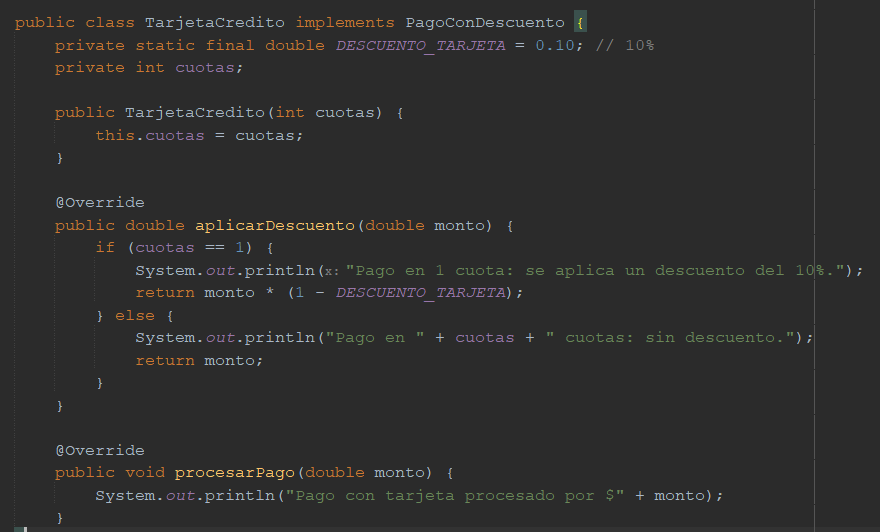 public class TarjetaCredito implements PagoConDescuento {
    private static final double DESCUENTO_TARJETA = 0.10; // 10%
    private int cuotas;

    public TarjetaCredito(int cuotas) {
        this.cuotas = cuotas;
    }

    @Override
    public double aplicarDescuento(double monto) {
        if (cuotas == 1) {
            System.out.println(x: "Pago en 1 cuota: se aplica un descuento del 10%.");
            return monto * (1 - DESCUENTO_TARJETA);
        } else {
            System.out.println("Pago en " + cuotas + " cuotas: sin descuento.");
            return monto;
        }
    }

    @Override
    public void procesarPago(double monto) {
        System.out.println("Pago con tarjeta procesado por $" + monto);
    }